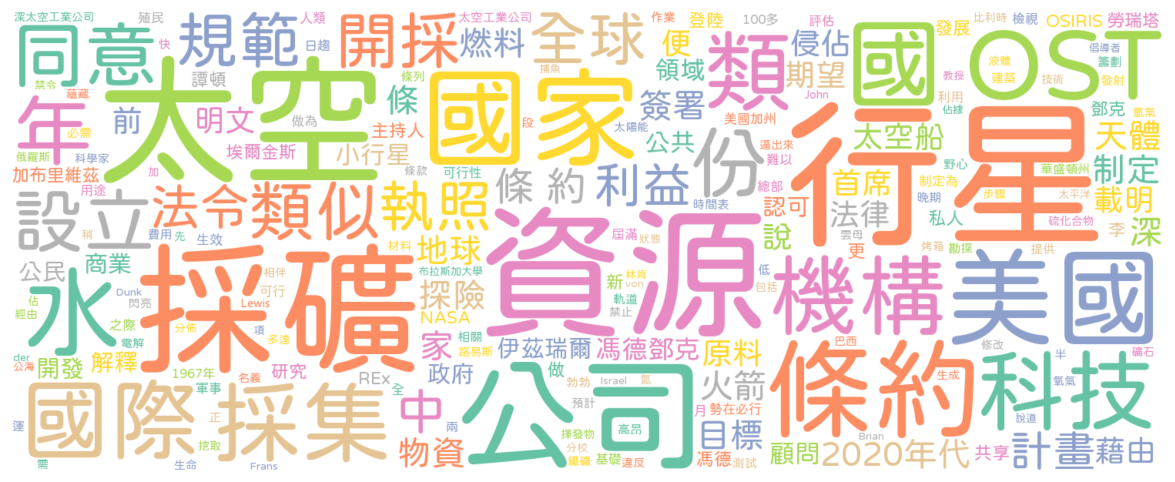 深太空工業公司
殖民
快
人類
太空工業公司
作業
登陸
100多
評估
發展
比利時
檢視
OSIRIS
勞瑞塔
同意
規範
開採
燃料
全球
便
侵佔
類
國
OST
倡導者
籌劃
液體
建築
發射
日趨
禁令
蘊藏
譚頓
太空
國家
捕魚
領域
期望
教授
技術
利用
佔據
氬氣
條列
條
段
簽署
John
年
必需
前
明文
做為
主持人
太陽能
美國加州
行星
鄧克
天體
俄羅斯
科學家
埃爾金斯
小行星
公共
份
逼出來
難以
太空船
野心
華盛頓州
制定
加布里維茲
加
條款
可行性
總部
首席
制定為
晚期
步驟
太平洋
載明
用途
設立
法令
類似
執照
條約
利益
時間表
認可
法律
私人
硫化合物
李
深
稍
費用
先
生效
材料
地球
資源
屆滿
狀態
說
雲母
更
烤箱
勘探
提供
公民
商業
水
採礦
相伴
可行
布拉斯加大學
探險
新
林肯
von
軌道
禁止
低
包括
機構
美國
佔
經由
Dunk
閃亮
Lewis
分佈
NASA
之際
電解
項
多達
家
相關
路易斯
伊茲瑞爾
馮德鄧克
原料
巴西
修改
半
礦石
der
公海
開發
解釋
1967年
軍事
研究
名義
REx
全
政府
公司
做
勃勃
Israel
氮
火箭
條約
生成
氫氣
科技
國際
採集
中
預計
月
勢在必行
說道
運
正
挖取
兩
高昂
揮發物
分校
目標
Brian
需
生命
Frans
物資
鐵礦
基礎
違反
馮德
測試
顧問
2020年代
共享
計畫
藉由